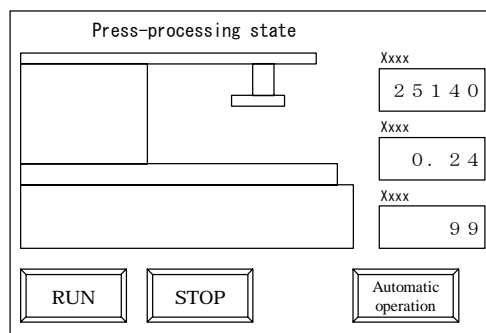 Press-processing state
Xxxx
25140
Xxxx
0.24
Xxxx
99
RUN
STOP
Automatic
operation